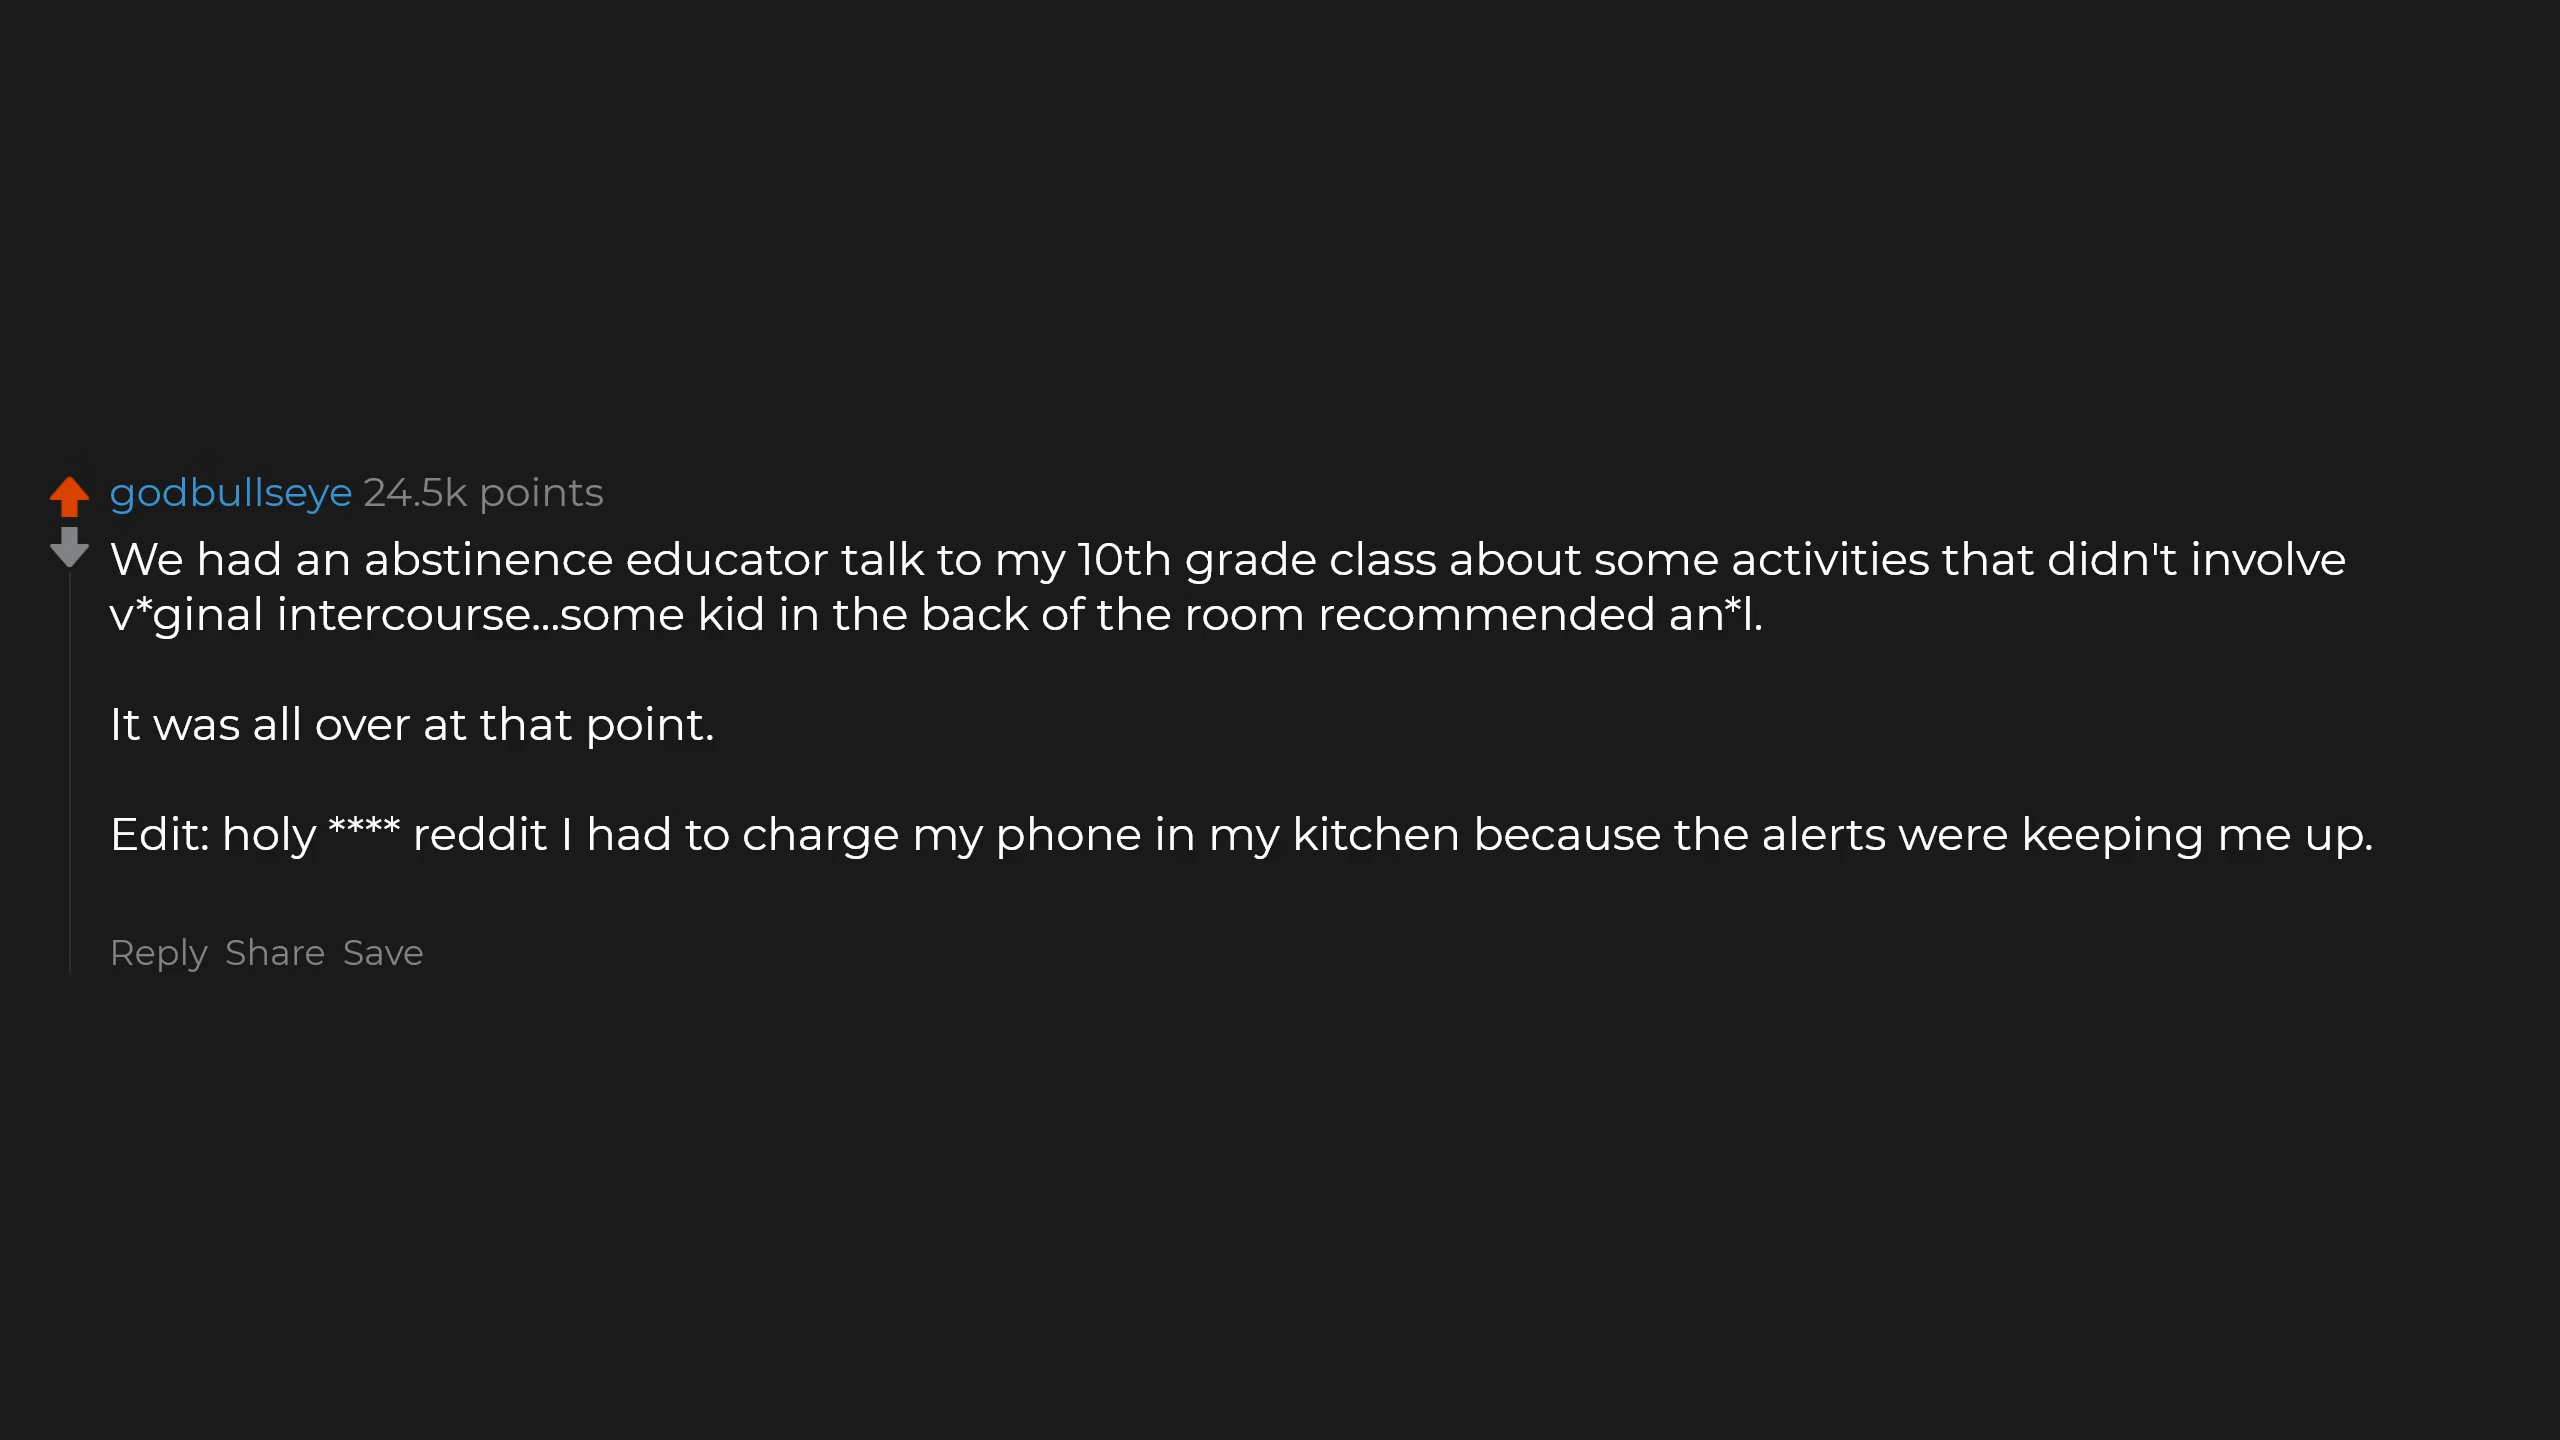 godbullseye 24.5k points
We had an abstinence educator talk to my 10th grade class about some activities that didn't involve
v*ginal intercourse...some kid in the back of the room recommended an*l.
It was all over at that point.
Edit: holy **** reddit I had to charge my phone in my kitchen because the alerts were keeping me up.
Reply Share Save